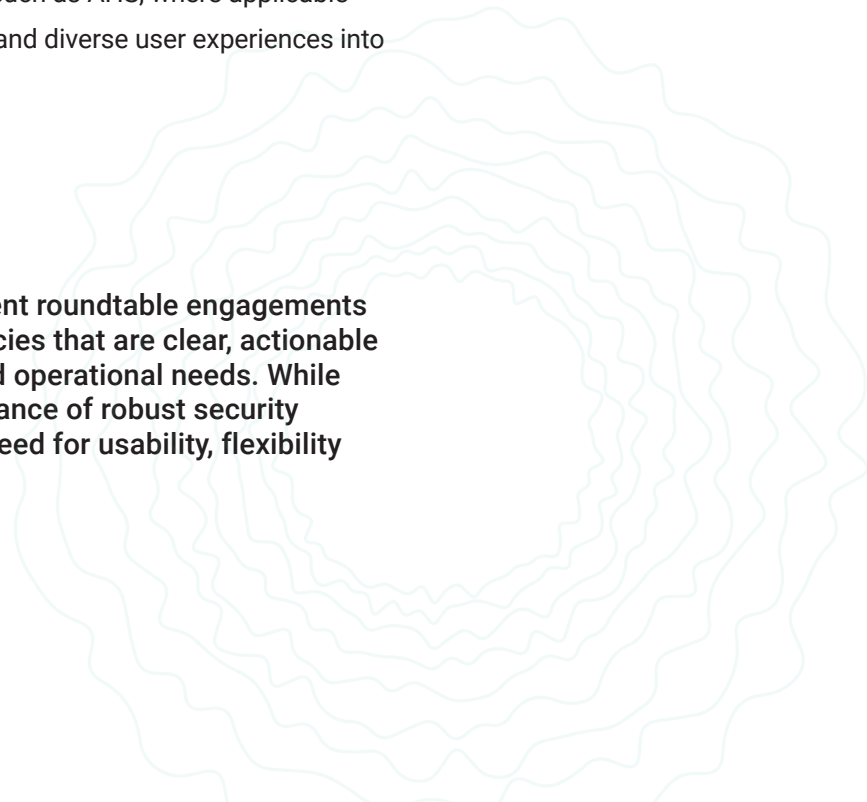 and diverse user experiences into
ent roundtable engagements
cies that are clear, actionable
d operational needs. While
ance of robust security
eed for usability, flexibility